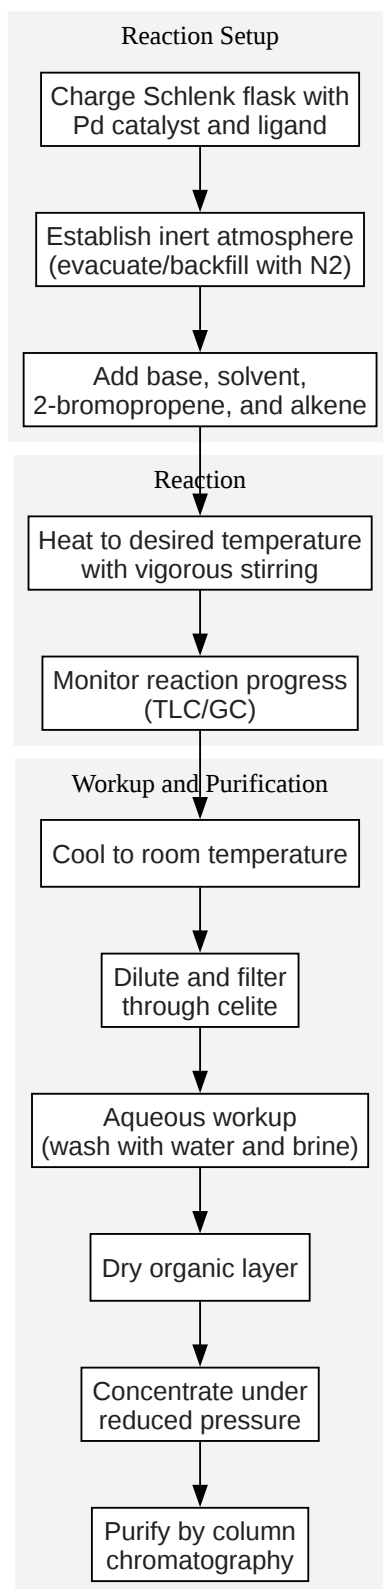 Reaction Setup
Charge Schlenk flask with
Pd catalyst and ligand
Establish inert atmosphere
(evacuate/backfill with N2)
Add base, solvent,
2-bromopropene, and alkene
Reaction
Heat to desired temperature
with vigorous stirring
Monitor reaction progress
(TLC/GC)
Workup and Purification
Cool to room temperature
Dilute and filter
through celite
Aqueous workup
(wash with water and brine)
Dry organic layer
Concentrate under
reduced pressure
Purify by column
chromatography